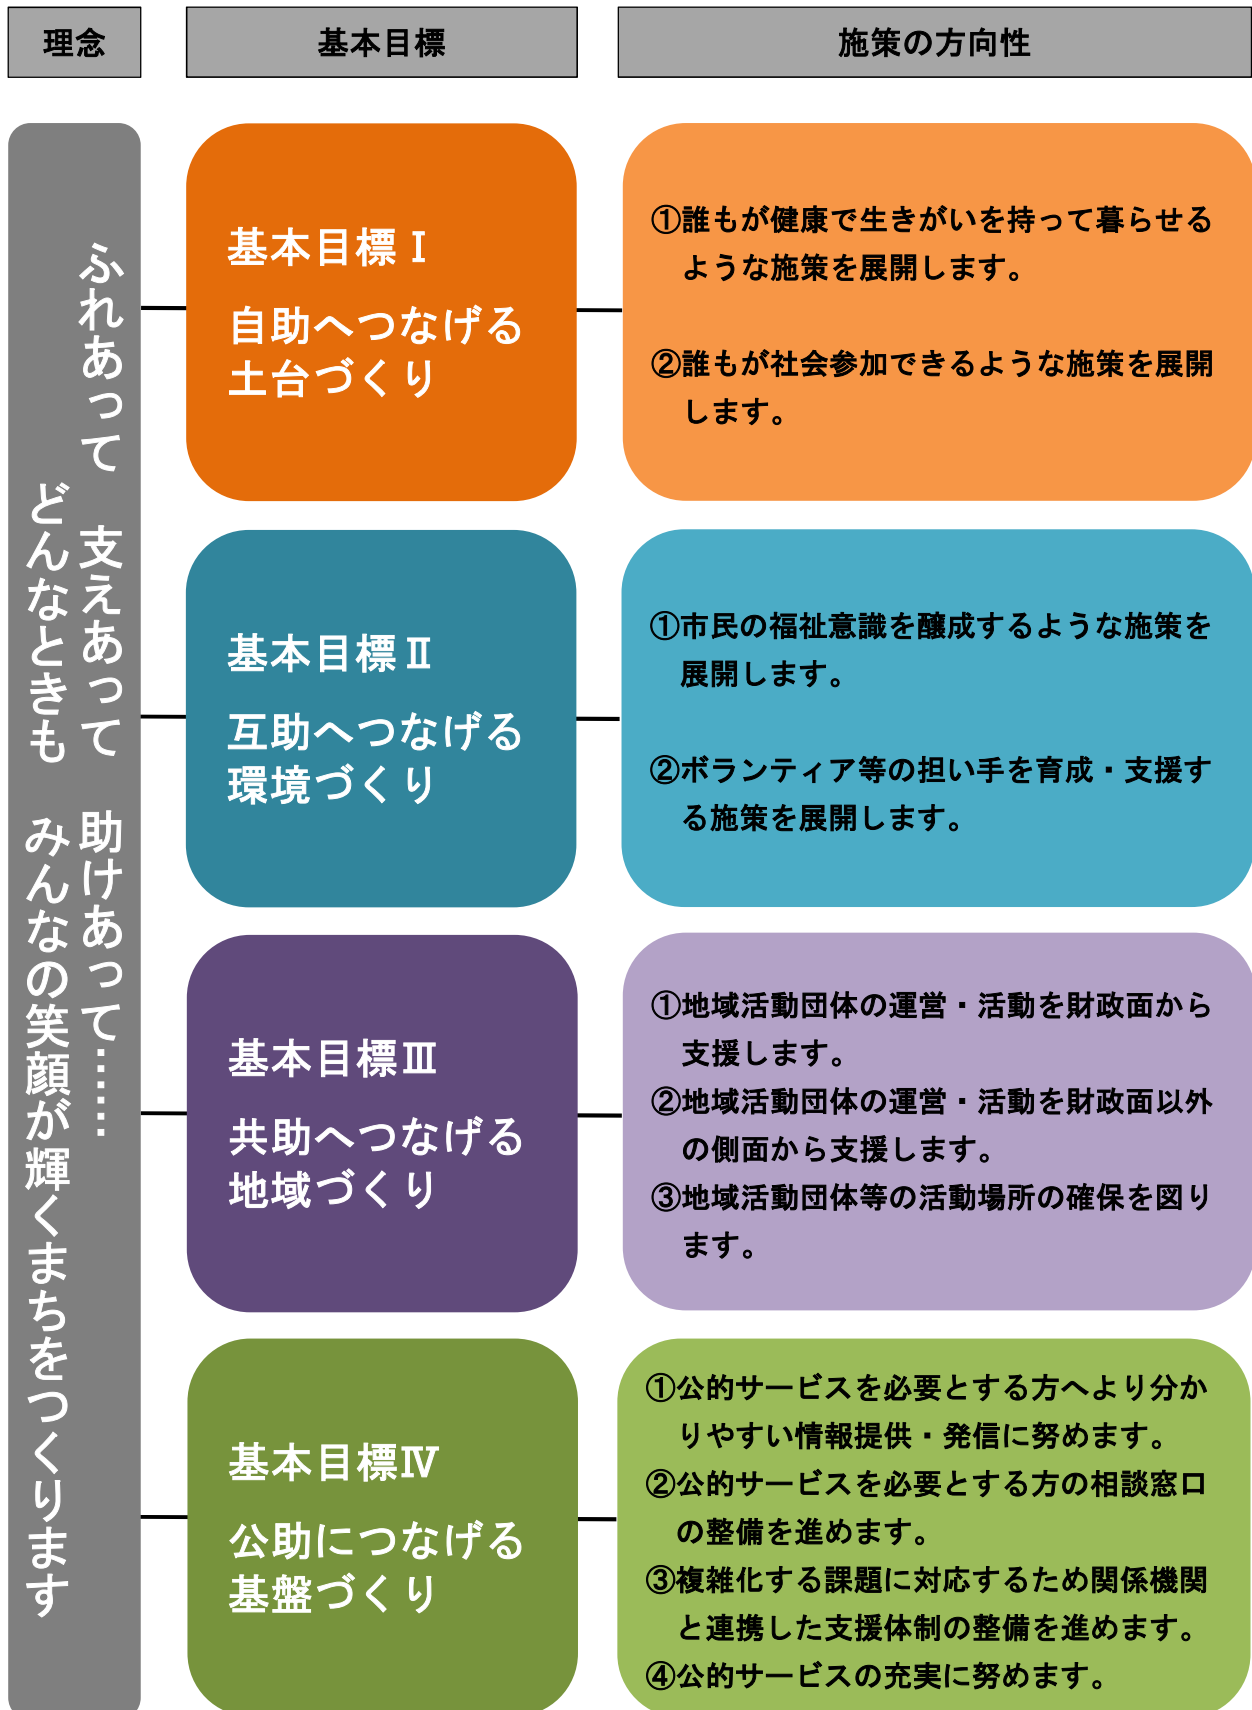 理念
基本目標
施策の方向性
ふれあって　支えあって　助けあって……
どんなときも　みんなの笑顔が輝くまちをつくります
基本目標Ⅰ
自助へつなげる
土台づくり
①誰もが健康で生きがいを持って暮らせる
ような施策を展開します。
②誰もが社会参加できるような施策を展開
します。
基本目標Ⅱ
互助へつなげる
環境づくり
①市民の福祉意識を醸成するような施策を
展開します。
②ボランティア等の担い手を育成・支援す
る施策を展開します。
基本目標Ⅲ
共助へつなげる
地域づくり
①地域活動団体の運営・活動を財政面から
支援します。
②地域活動団体の運営・活動を財政面以外
の側面から支援します。
③地域活動団体等の活動場所の確保を図り
ます。
基本目標Ⅳ
公助につなげる
基盤づくり
①公的サービスを必要とする方へより分か
りやすい情報提供・発信に努めます。
②公的サービスを必要とする方の相談窓口
の整備を進めます。
③複雑化する課題に対応するため関係機関
と連携した支援体制の整備を進めます。
④公的サービスの充実に努めます。